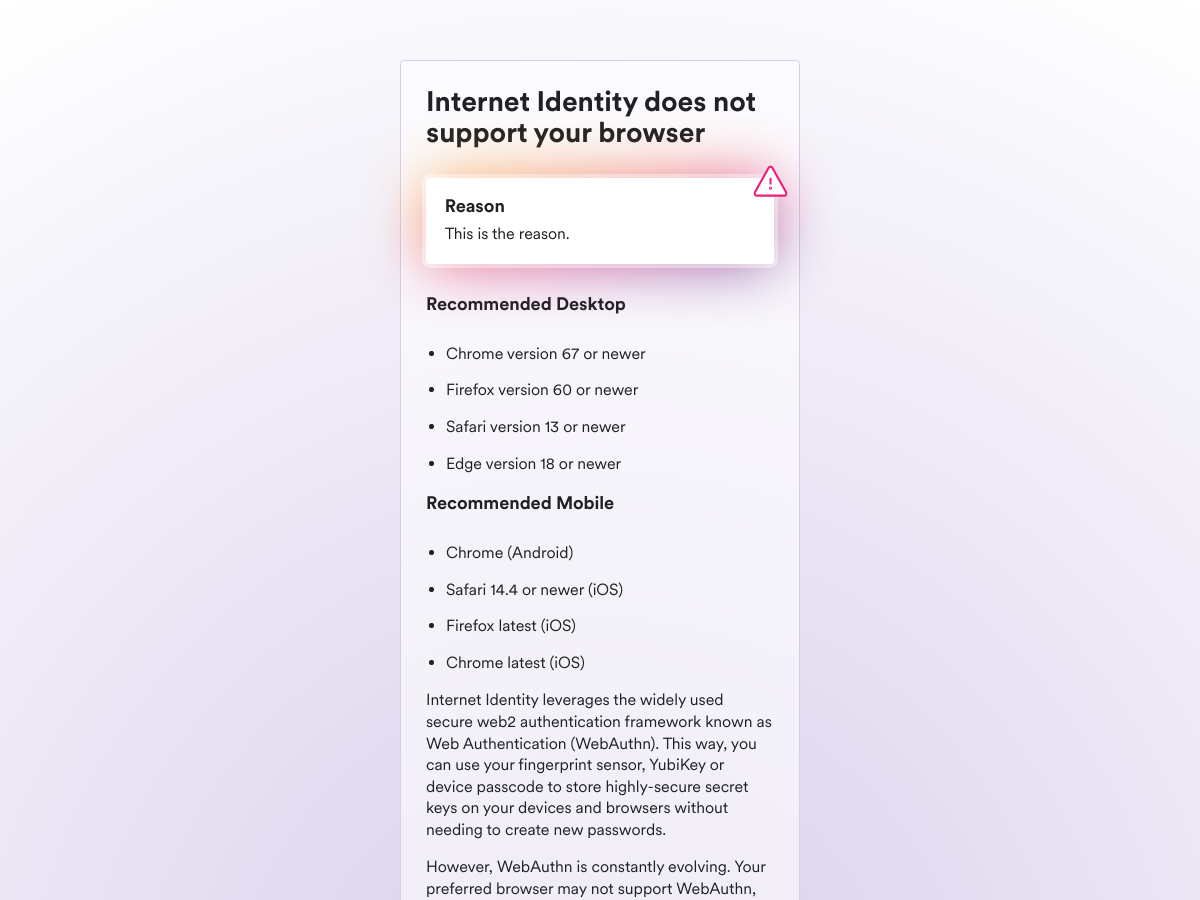 Internet Identity does not
support your browser
Reason
This is the reason.
Recommended Desktop
• Chrome version 67 or newer
• Firefox version 60 or newer
• Safari version 13 or newer
• Edge version 18 or newer
Recommended Mobile
• Chrome (Android)
• Safari 14.4 or newer (iOS)
• Firefox latest (iOS)
• Chrome latest (iOS)
Internet Identity leverages the widely used
secure web2 authentication framework known as
Web Authentication (WebAuthn). This way, you
can use your fingerprint sensor, YubiKey or
device passcode to store highly-secure secret
keys on your devices and browsers without
needing to create new passwords.
However, WebAuthn is constantly evolving. Your
preferred browser may not support WebAuthn,